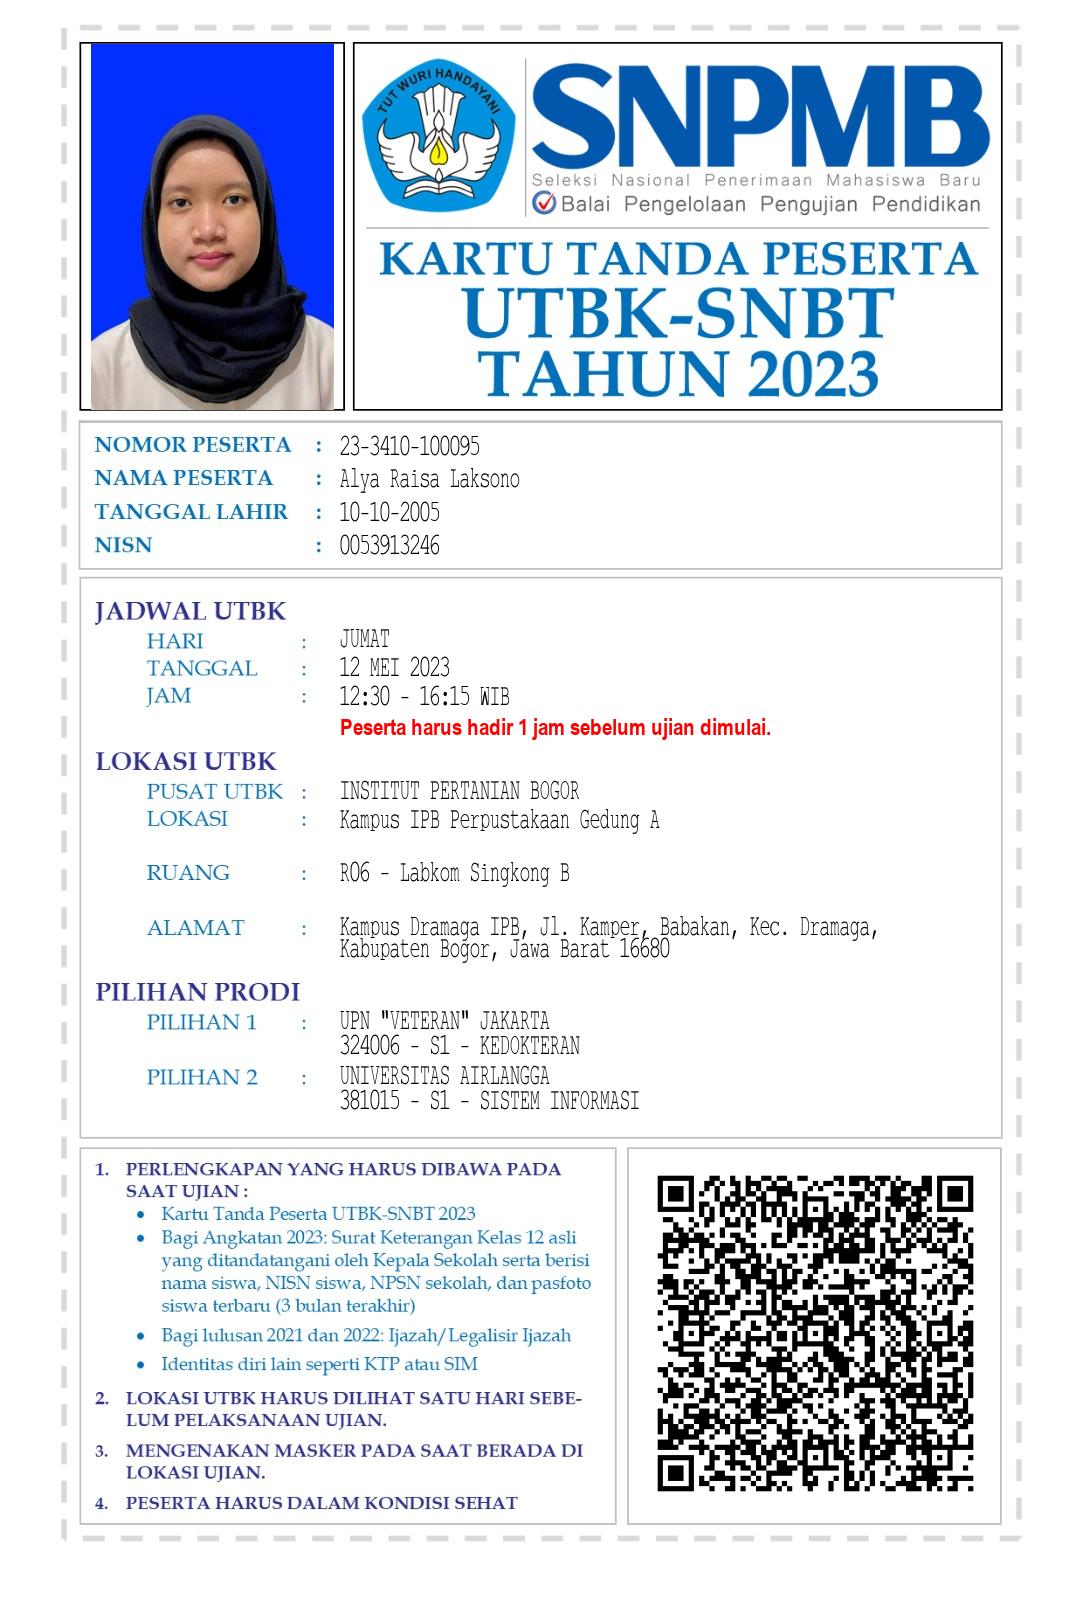 TUT WURI HANDAYANI
SNPMB
Seleksi Nasional Penerimaan Mahasiswa Baru
Balai Pengelolaan Pengujian Pendidikan
KARTU TANDA PESERTA
UTBK-SNBT
TAHUN 2023
NOMOR PESERTA : 23-3410-100095
NAMA PESERTA : Alya Raisa Laksono
TANGGAL LAHIR : 10-10-2005
NISN : 0053913246
JADWAL UTBK
HARI : JUMAT
TANGGAL : 12 MEI 2023
JAM : 12:30 - 16:15 WIB
Peserta harus hadir 1 jam sebelum ujian dimulai.
LOKASI UTBK
PUSAT UTBK : INSTITUT PERTANIAN BOGOR
LOKASI : Kampus IPB Perpustakaan Gedung A
RUANG : R06 - Labkom Singkong B
ALAMAT : Kampus Dramaga IPB, Jl. Kamper, Babakan, Kec. Dramaga,
Kabupaten Bogor, Jawa Barat 16680
PILIHAN PRODI
PILIHAN 1 : UPN "VETERAN" JAKARTA
324006 - S1 - KEDOKTERAN
PILIHAN 2 : UNIVERSITAS AIRLANGGA
381015 - S1 - SISTEM INFORMASI
1. PERLENGKAPAN YANG HARUS DIBAWA PADA
SAAT UJIAN :
• Kartu Tanda Peserta UTBK-SNBT 2023
• Bagi Angkatan 2023: Surat Keterangan Kelas 12 asli
yang ditandatangani oleh Kepala Sekolah serta berisi
nama siswa, NISN siswa, NPSN sekolah, dan pasfoto
siswa terbaru (3 bulan terakhir)
• Bagi lulusan 2021 dan 2022: Ijazah/Legalisir Ijazah
• Identitas diri lain seperti KTP atau SIM
2. LOKASI UTBK HARUS DILIHAT SATU HARI SEBE-
LUM PELAKSANAAN UJIAN.
3. MENGENAKAN MASKER PADA SAAT BERADA DI
LOKASI UJIAN.
4. PESERTA HARUS DALAM KONDISI SEHAT